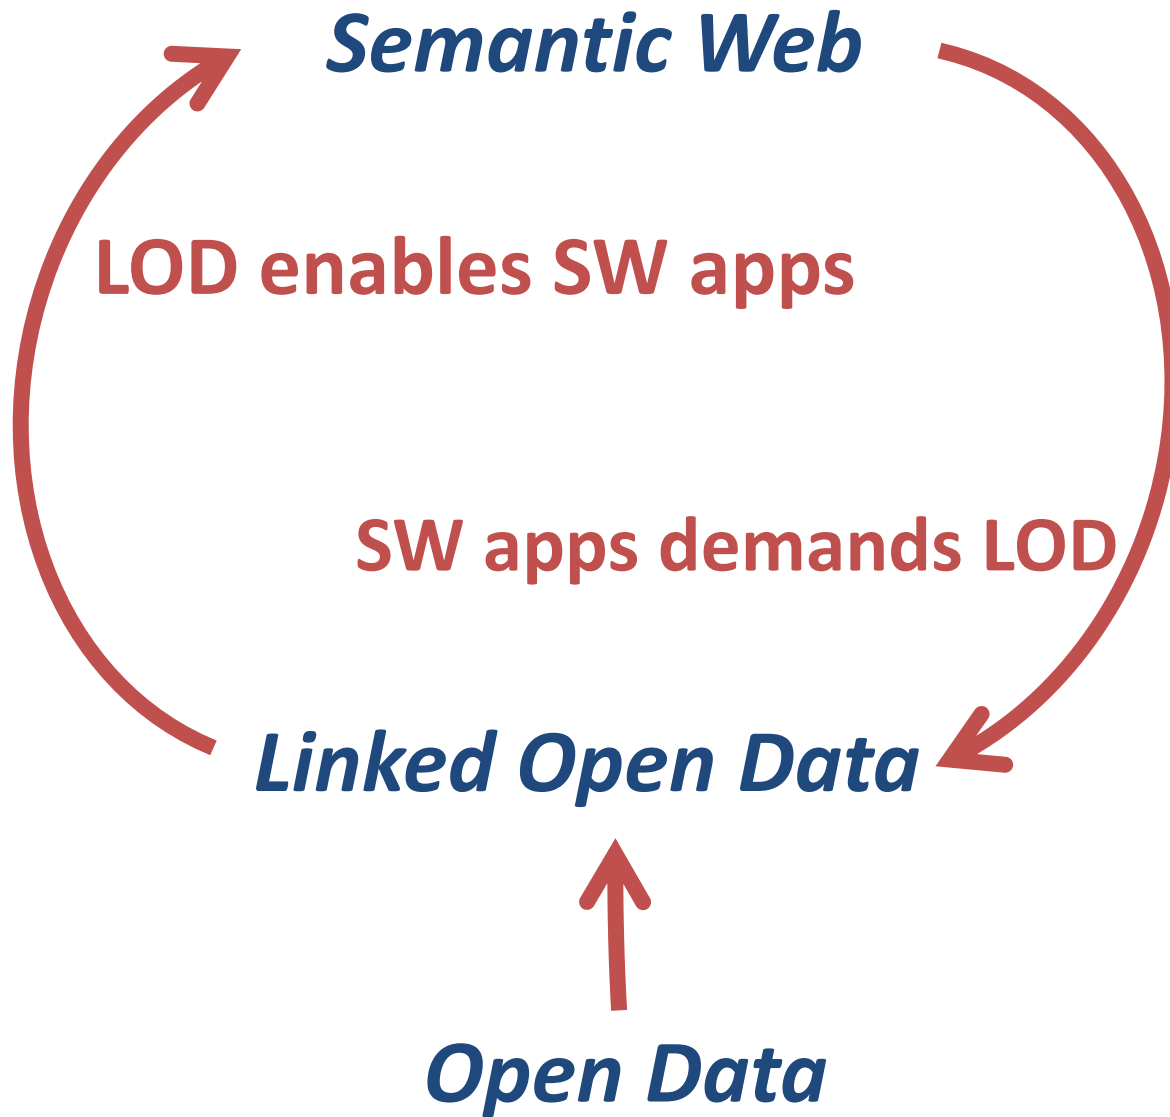 Semantic Web
LOD enables SW apps
SW apps demands LOD
Linked Open Data
Open Data